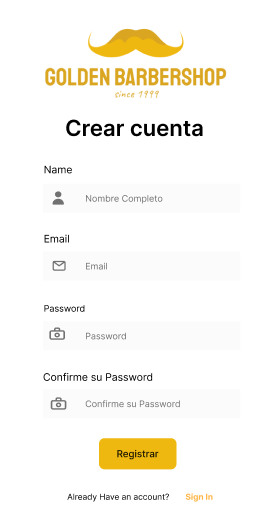 GOLDEN BARBERSHOP
since 1999
Crear cuenta
Name
Nombre Completo
Email
Email
Password
Password
Confirme su Password
Confirme su Password
Registrar
Already Have an account? Sign In